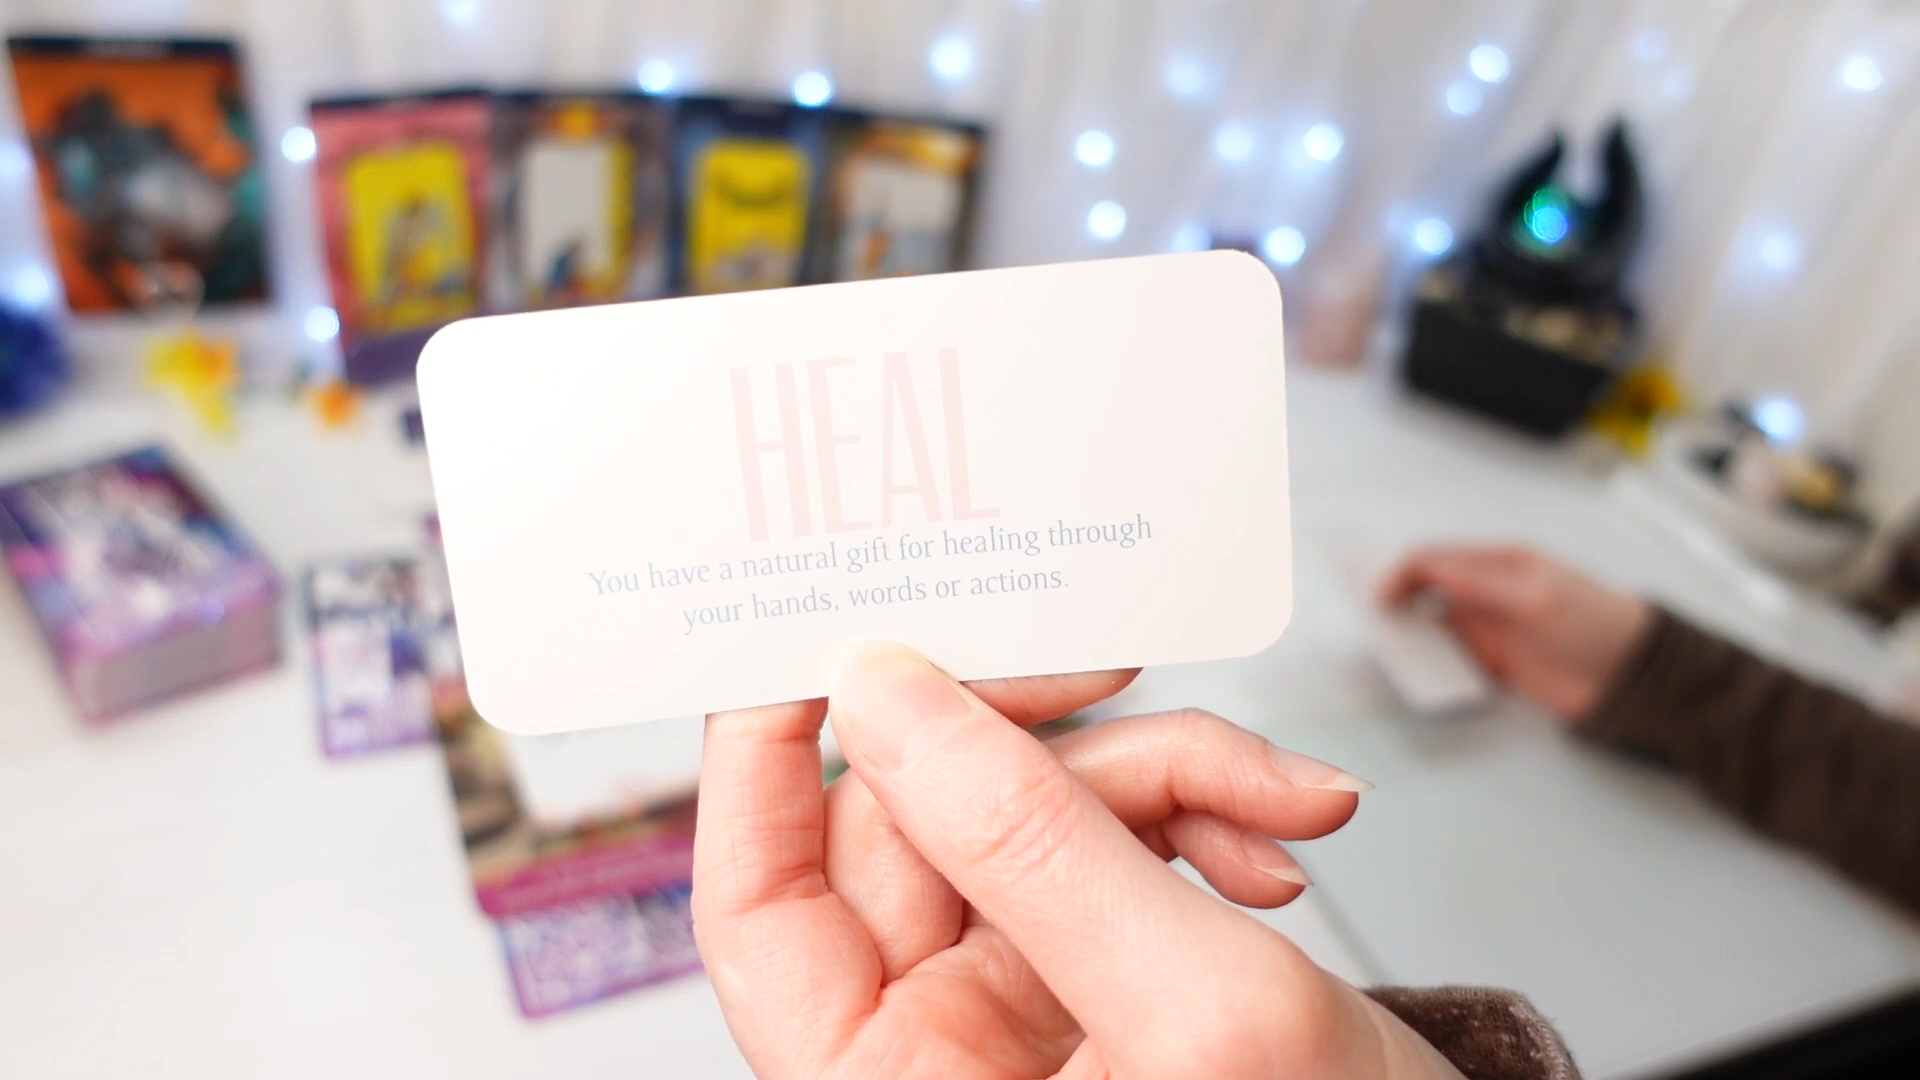 HEAL
You have a natural gift for healing through
your hands, words or actions.